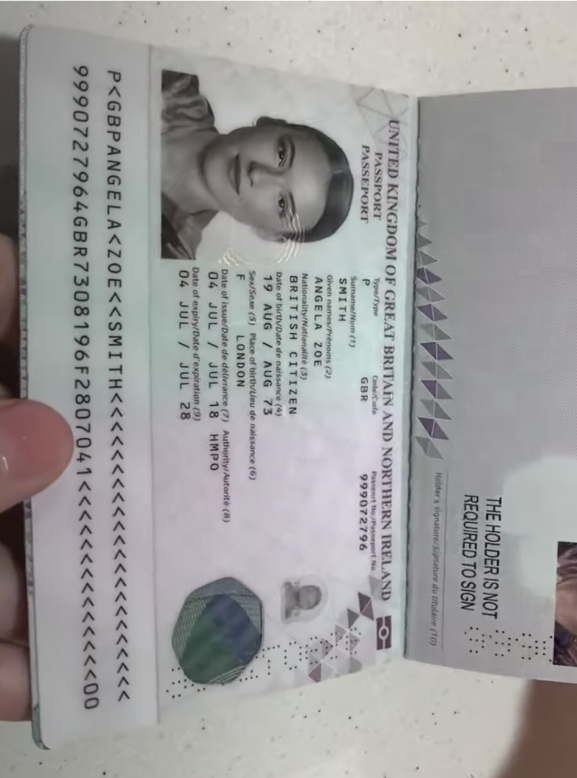 UNITED KINGDOM OF GREAT BRITAIN AND NORTHERN IRELAND
PASSPORT
PASSEPORT
Type/Type
Code/Code
Passport No./Passeport No.
P
GBR
999072796
Surname/Nom (1)
SMITH
Given names/Prénoms (2)
ANGELA ZOE
Nationality/Nationalité (3)
BRITISH CITIZEN
Date of birth/Date de naissance (4)
19 AUG / AUG 73
Sex/Sexe (5) Place of birth/Lieu de naissance (6)
F LONDON
Date of issue/Date de délivrance (7) Authority/Autorité (8)
04 JUL / JUL 18 HMPO
Date of expiry/Date d'expiration (9)
04 JUL / JUL 28
P<GBPANGELA<ZOE<<SMITH<<<<<<<<<<<<<<<<<<<<<<
9990727964GBR7308196F2807041<<<<<<<<<<<<<<00
Holder's signature/Signature du titulaire (10)
THE HOLDER IS NOT
REQUIRED TO SIGN